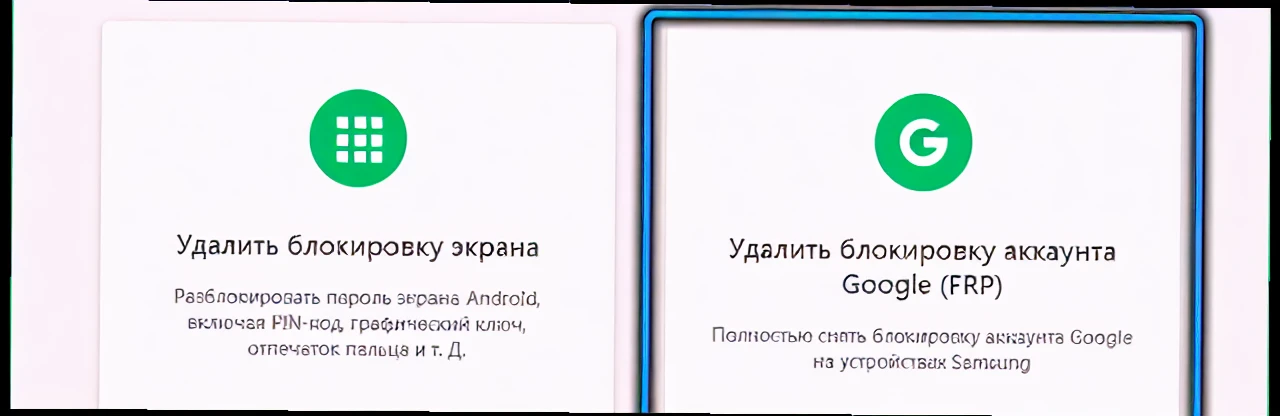 Удалить блокировку экрана
Разблокировать пароль экрана Android,
включая PIN-код, графический ключ,
отпечаток пальца и т. Д.
G
Удалить блокировку аккаунта
Google (FRP)
Полностью снять блокировку аккаунта Google
на устройствах Samsung